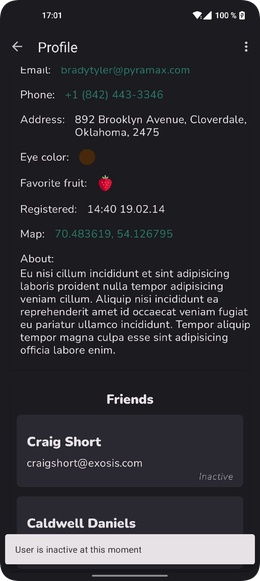 17:01
100 %
Profile
Email: bradytyler@pyramax.com
Phone: +1 (842) 443-3346
Address: 892 Brooklyn Avenue, Cloverdale,
Oklahoma, 2475
Eye color:
Favorite fruit:
Registered: 14:40 19.02.14
Map: 70.483619, 54.126795
About:
Eu nisi cillum incididunt et sint adipisicing
laboris proident nulla tempor adipisicing
veniam cillum. Aliquip nisi incididunt ea
reprehenderit amet id occaecat veniam fugiat
eu pariatur ullamco incididunt. Tempor aliquip
tempor magna culpa esse sint adipisicing
officia labore enim.
Friends
Craig Short
craigshort@exosis.com
Inactive
Caldwell Daniels
User is inactive at this moment